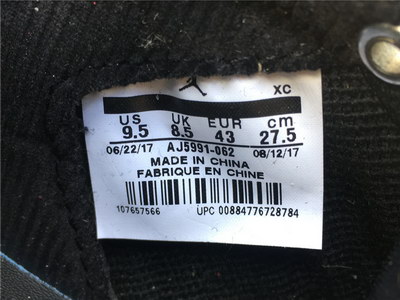 XC
US UK EUR cm
9.5 8.5 43 27.5
06/22/17 AJ5991-062 08/12/17
MADE IN CHINA
FABRIQUE EN CHINE
107657566 UPC 00884776728784